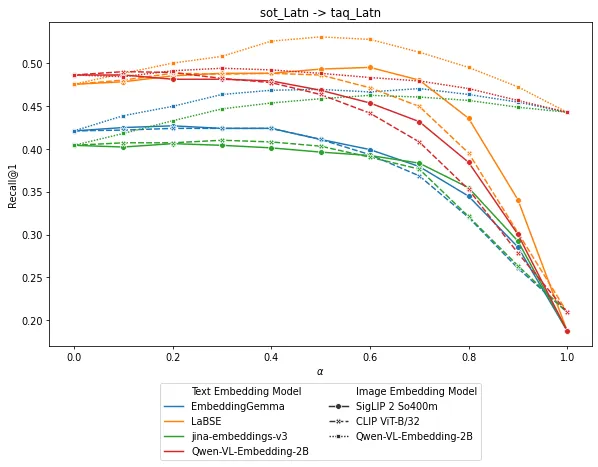 sot_Latn -> taq_Latn
Recall@1
0.50
0.45
0.40
0.35
0.30
0.25
0.20
0.0 0.2 0.4 0.6 0.8 1.0
α
Text Embedding Model Image Embedding Model
EmbeddingGemma SigLIP 2 So400m
LaBSE CLIP ViT-B/32
jina-embeddings-v3 Qwen-VL-Embedding-2B
Qwen-VL-Embedding-2B